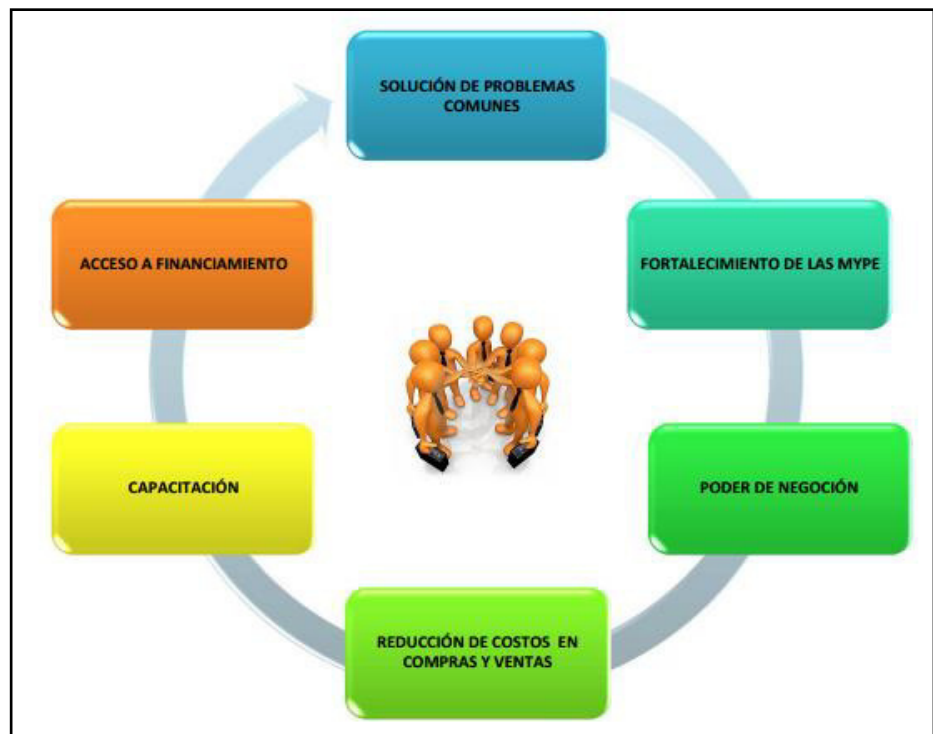 SOLUCIÓN DE PROBLEMAS
COMUNES
FORTALECIMIENTO DE LAS MYPE
PODER DE NEGOCIÓN
REDUCCIÓN DE COSTOS EN
COMPRAS Y VENTAS
CAPACITACIÓN
ACCESO A FINANCIAMIENTO